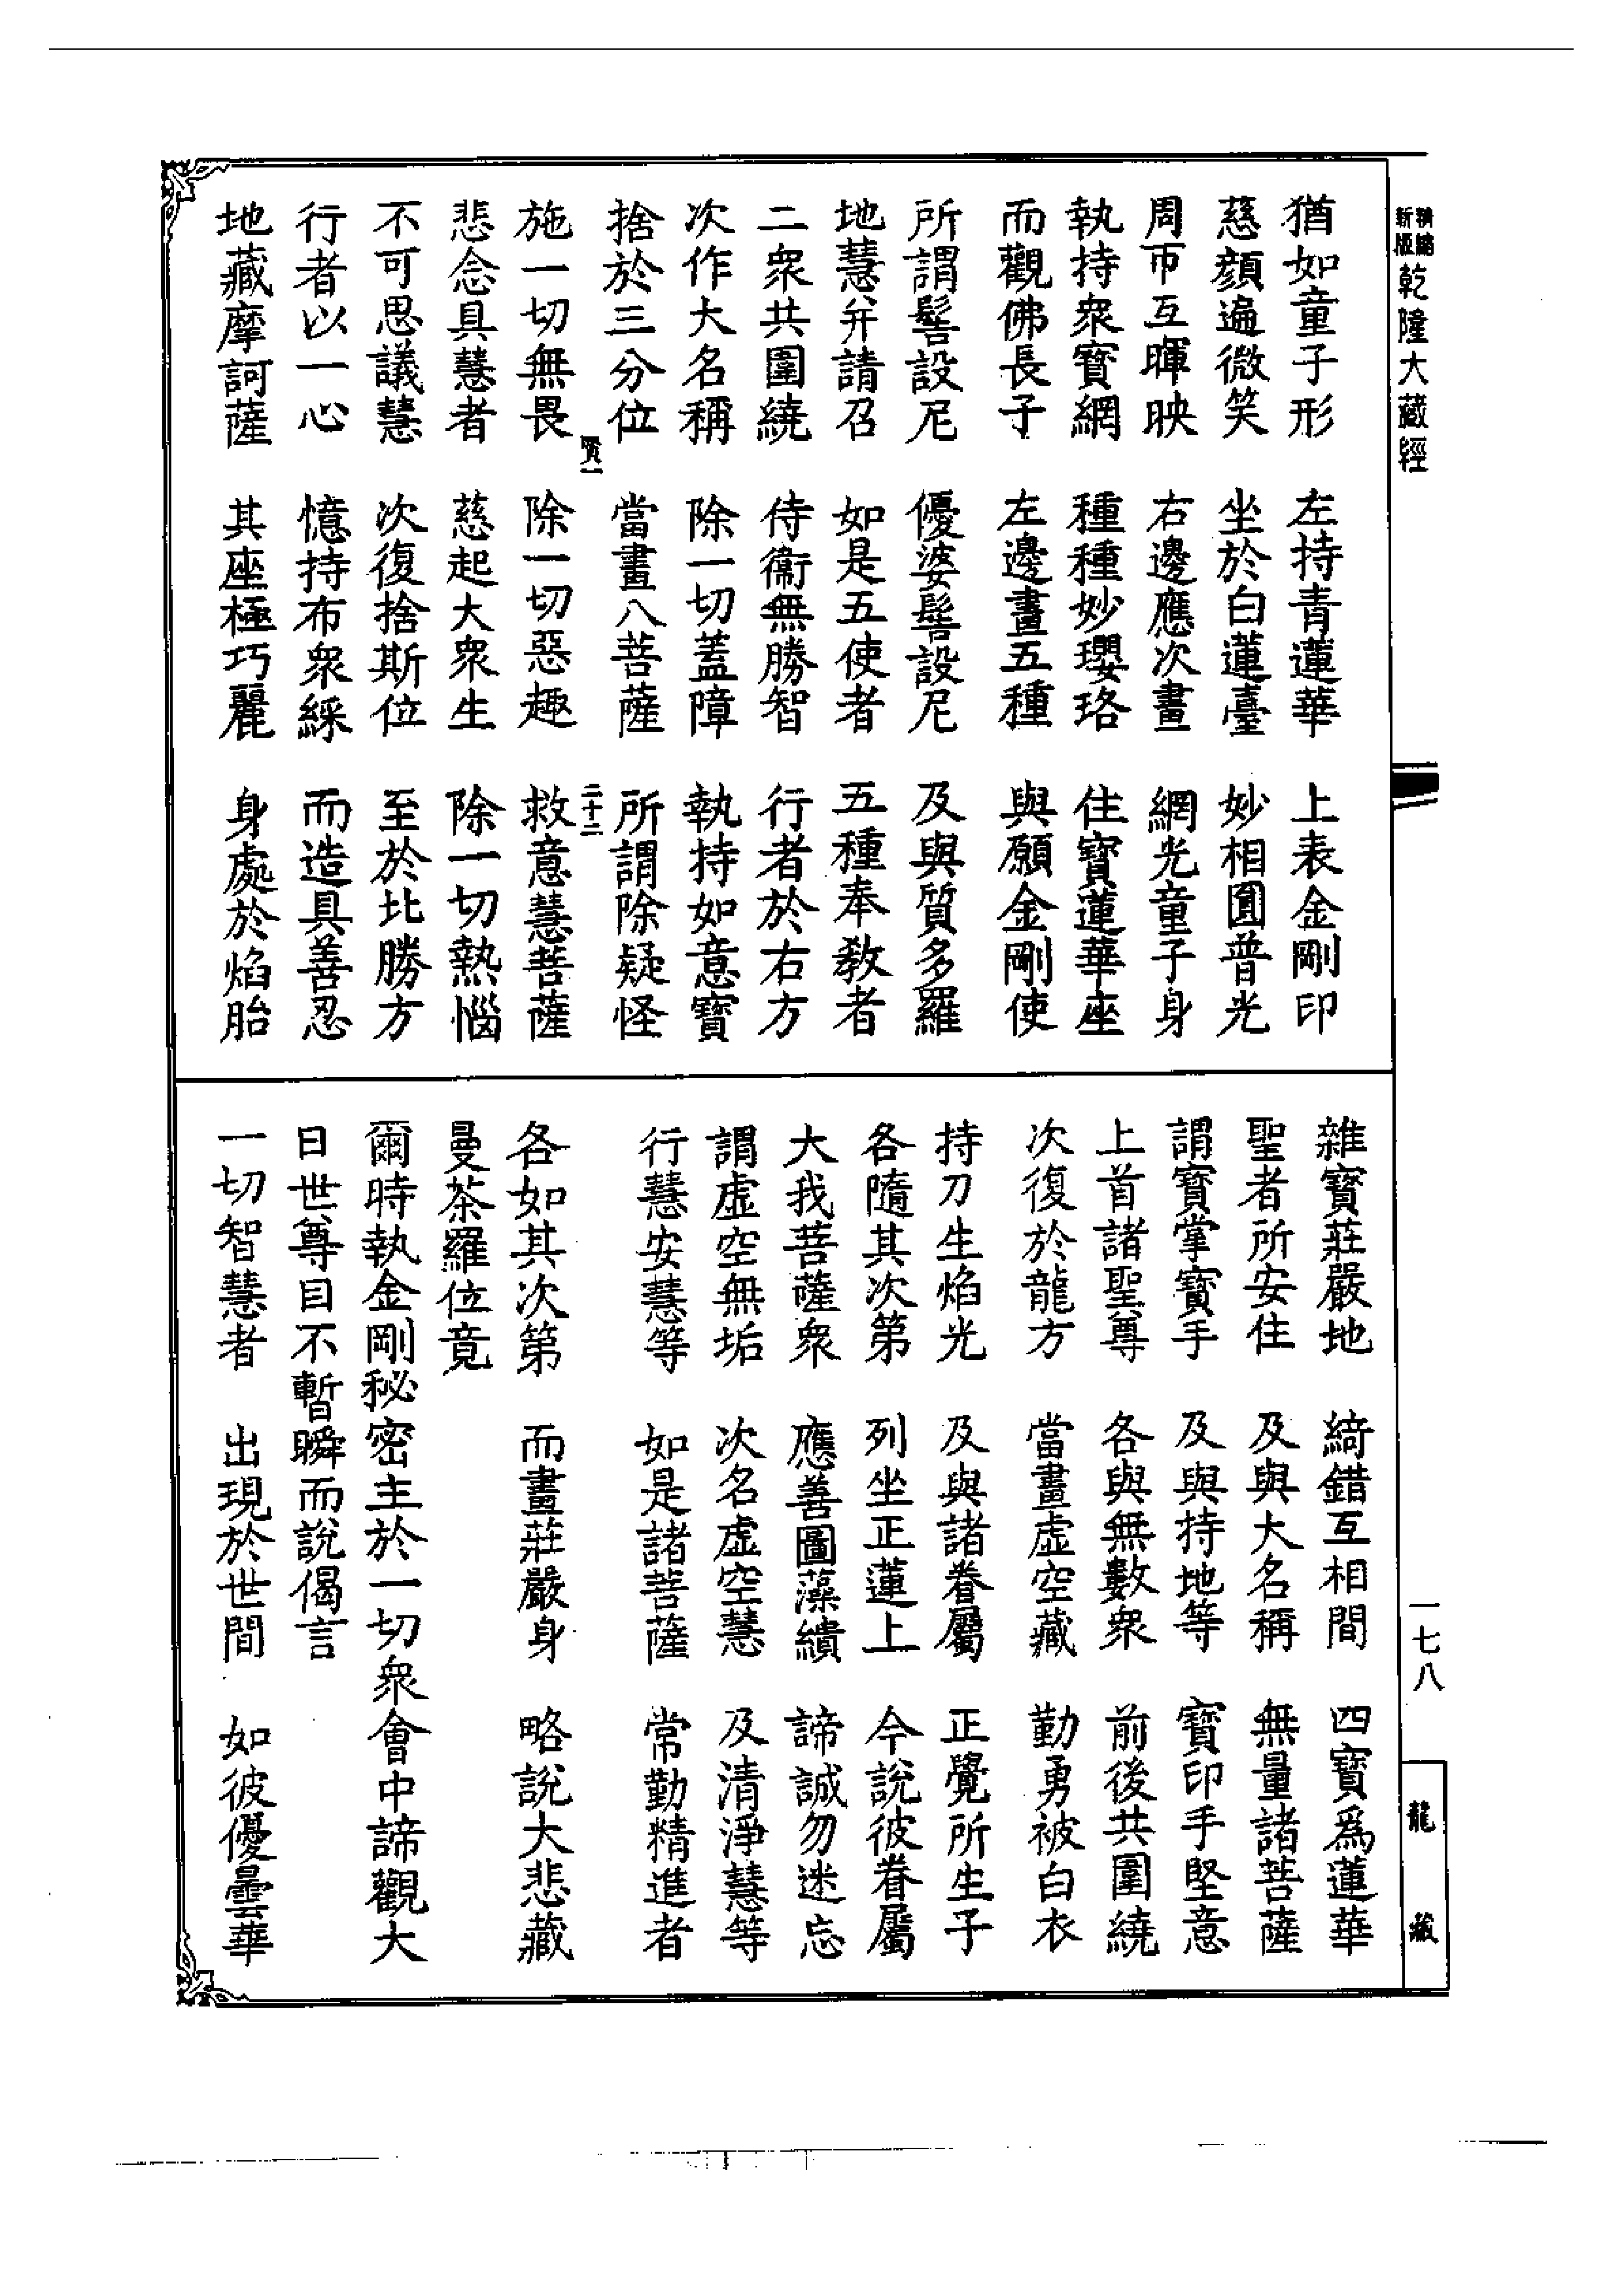 新版 精縮 乾隆大藏經
猶如童子形　左持青蓮華　上表金剛印
慈顏遍微笑　坐於白蓮臺　妙相圓普光
周帀互暉映　右邊應次畫　網光童子身
執持衆寶網　種種妙瓔珞　住寶蓮華座
而觀佛長子　左邊畫五種　與願金剛使
所謂髻設尼　優婆髻設尼　及與質多羅
地慧并請召　如是五使者　五種奉教者
二衆共圍繞　侍衞無勝智　行者於右方
次作大名稱　除一切蓋障　執持如意寶
捨於三分位　當畫八菩薩　所謂除疑怪
二十二
施一切無畏　除一切惡趣　救意慧菩薩
悲念具慧者　慈起大衆生　除一切熱惱
不可思議慧　次復捨斯位　至於北勝方
行者以一心　憶持布衆綵　而造具善忍
地藏摩訶薩　其座極巧麗　身處於焰胎
雜寶莊嚴地　綺錯互相間　四寶爲蓮華
聖者所安住　及與大名稱　無量諸菩薩
謂寶掌寶手　及與持地等　寶印手堅意
上首諸聖尊　各與無數衆　前後共圍繞
次復於龍方　當畫虛空藏　勤勇被白衣
持刀生焰光　及與諸眷屬　正覺所生子
各隨其次第　列坐正蓮上　今說彼眷屬
大我菩薩衆　應善圖藻繢　諦誠勿迷忘
謂虛空無垢　次名虛空慧　及清淨慧等
行慧安慧等　如是諸菩薩　常勤精進者
各如其次第　而畫莊嚴身　略說大悲藏
曼茶羅位竟
爾時執金剛秘密主於一切衆會中諦觀大
日世尊目不暫瞬而說偈言
一切智慧者　出現於世間　如彼優曇華
一七八
龍藏